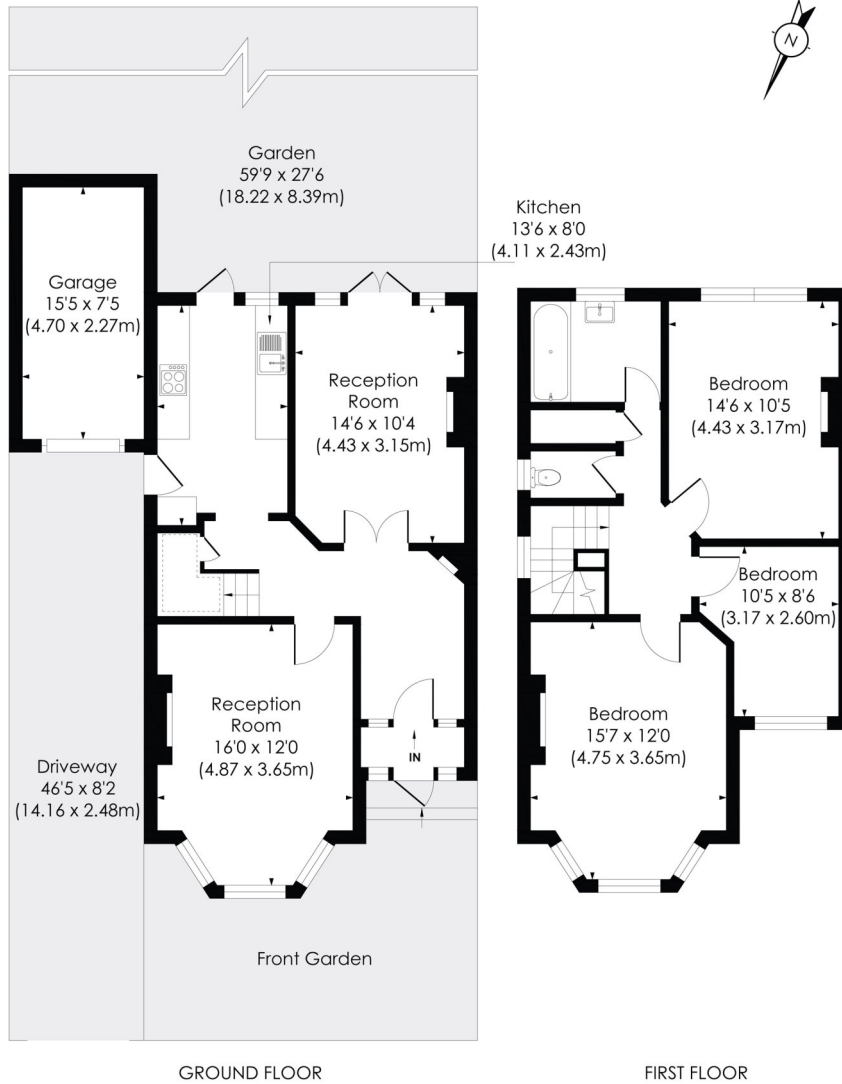 N
Garden
59'9 x 27'6
(18.22 x 8.39m)
Kitchen
13'6 x 8'0
(4.11 x 2.43m)
Garage
15'5 x 7'5
(4.70 x 2.27m)
Reception
Room
14'6 x 10'4
(4.43 x 3.15m)
Bedroom
14'6 x 10'5
(4.43 x 3.17m)
Bedroom
10'5 x 8'6
(3.17 x 2.60m)
Reception
Room
16'0 x 12'0
(4.87 x 3.65m)
IN
Bedroom
15'7 x 12'0
(4.75 x 3.65m)
Driveway
46'5 x 8'2
(14.16 x 2.48m)
Front Garden
GROUND FLOOR
FIRST FLOOR